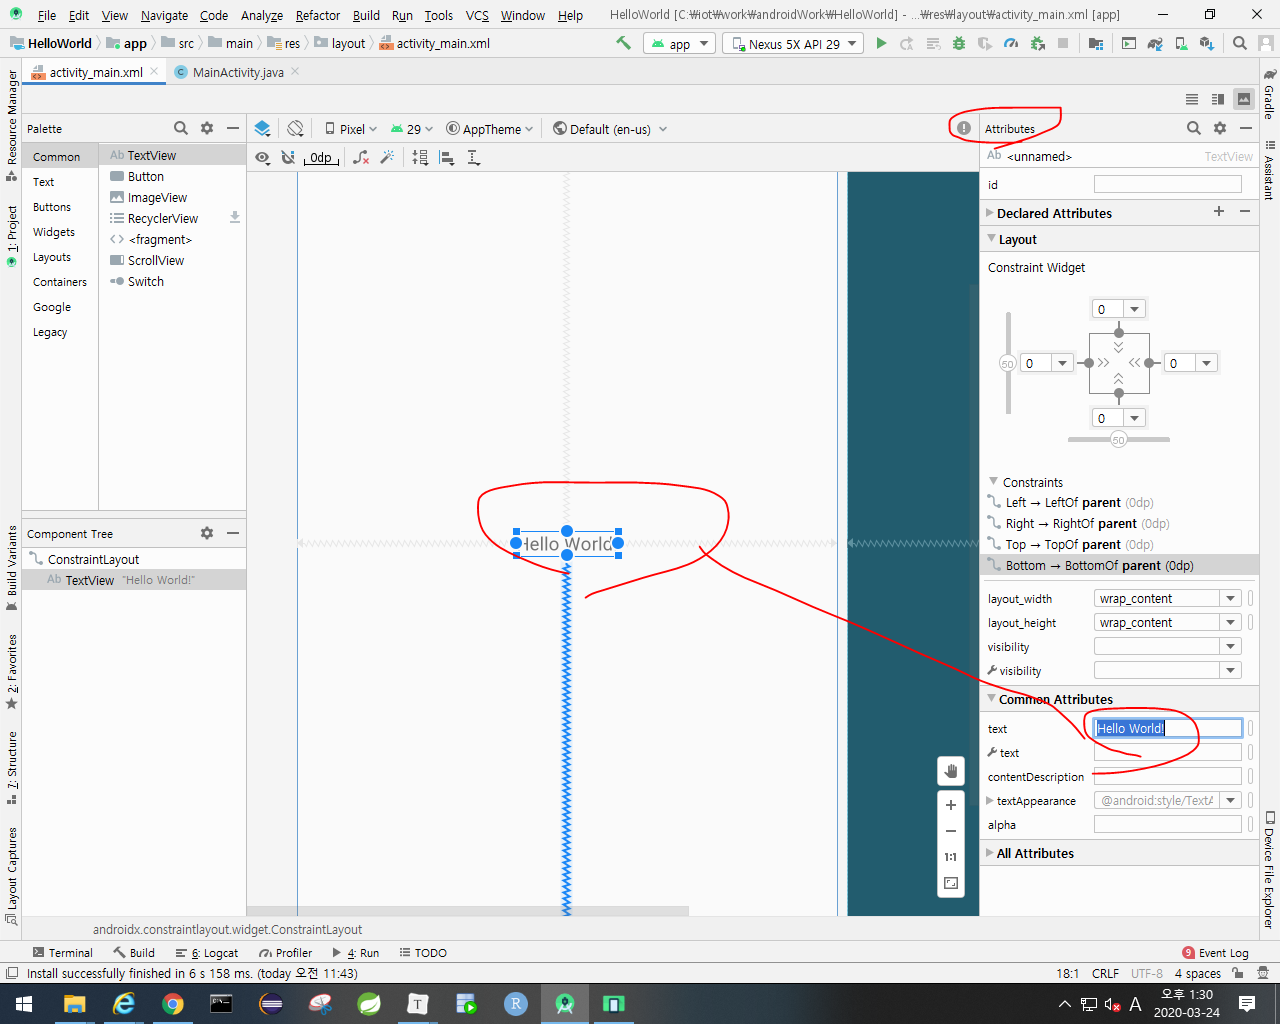 File Edit View Navigate Code Analyze Refactor Build Run Tools VCS Window Help HelloWorld [C:₩iot₩work₩androidWork₩HelloWorld] - ...₩res₩layout₩activity_main.xml [app]
HelloWorld app src main res layout activity_main.xml app Nexus 5X API 29
activity_main.xml MainActivity.java
Resource Manager
1: Project
Build Variants
2: Favorites
7: Structure
Layout Captures
Gradle
Assistant
Device File Explorer
Palette
Common
Text
Buttons
Widgets
Layouts
Containers
Google
Legacy
Ab TextView
Button
ImageView
RecyclerView
<fragment>
ScrollView
Switch
Component Tree
ConstraintLayout
Ab TextView "Hello World!"
Pixel 29 AppTheme Default (en-us)
0dp
Hello World!
1:1
Attributes
Ab <unnamed> TextView
id
Declared Attributes
Layout
Constraint Widget
0
50 0 0
0
50
Constraints
Left → LeftOf parent (0dp)
Right → RightOf parent (0dp)
Top → TopOf parent (0dp)
Bottom → BottomOf parent (0dp)
layout_width wrap_content
layout_height wrap_content
visibility
visibility
Common Attributes
text Hello World!
text
contentDescription
textAppearance @android:style/TextA
alpha
All Attributes
androidx.constraintlayout.widget.ConstraintLayout
Terminal Build 6: Logcat Profiler 4: Run TODO 9 Event Log
Install successfully finished in 6 s 158 ms. (today 오전 11:43) 18:1 CRLF UTF-8 4 spaces
T R A 오후 1:30
2020-03-24